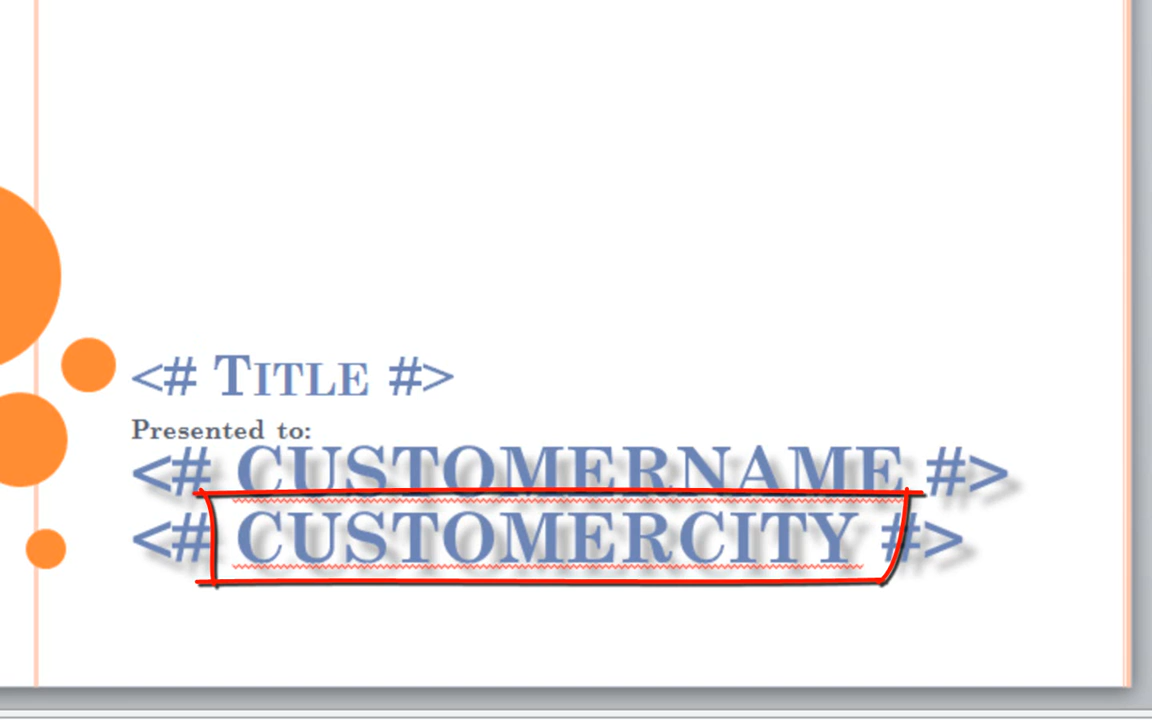 <# Title #>
Presented to:
<# CUSTOMERNAME #>
<# CUSTOMERCITY #>